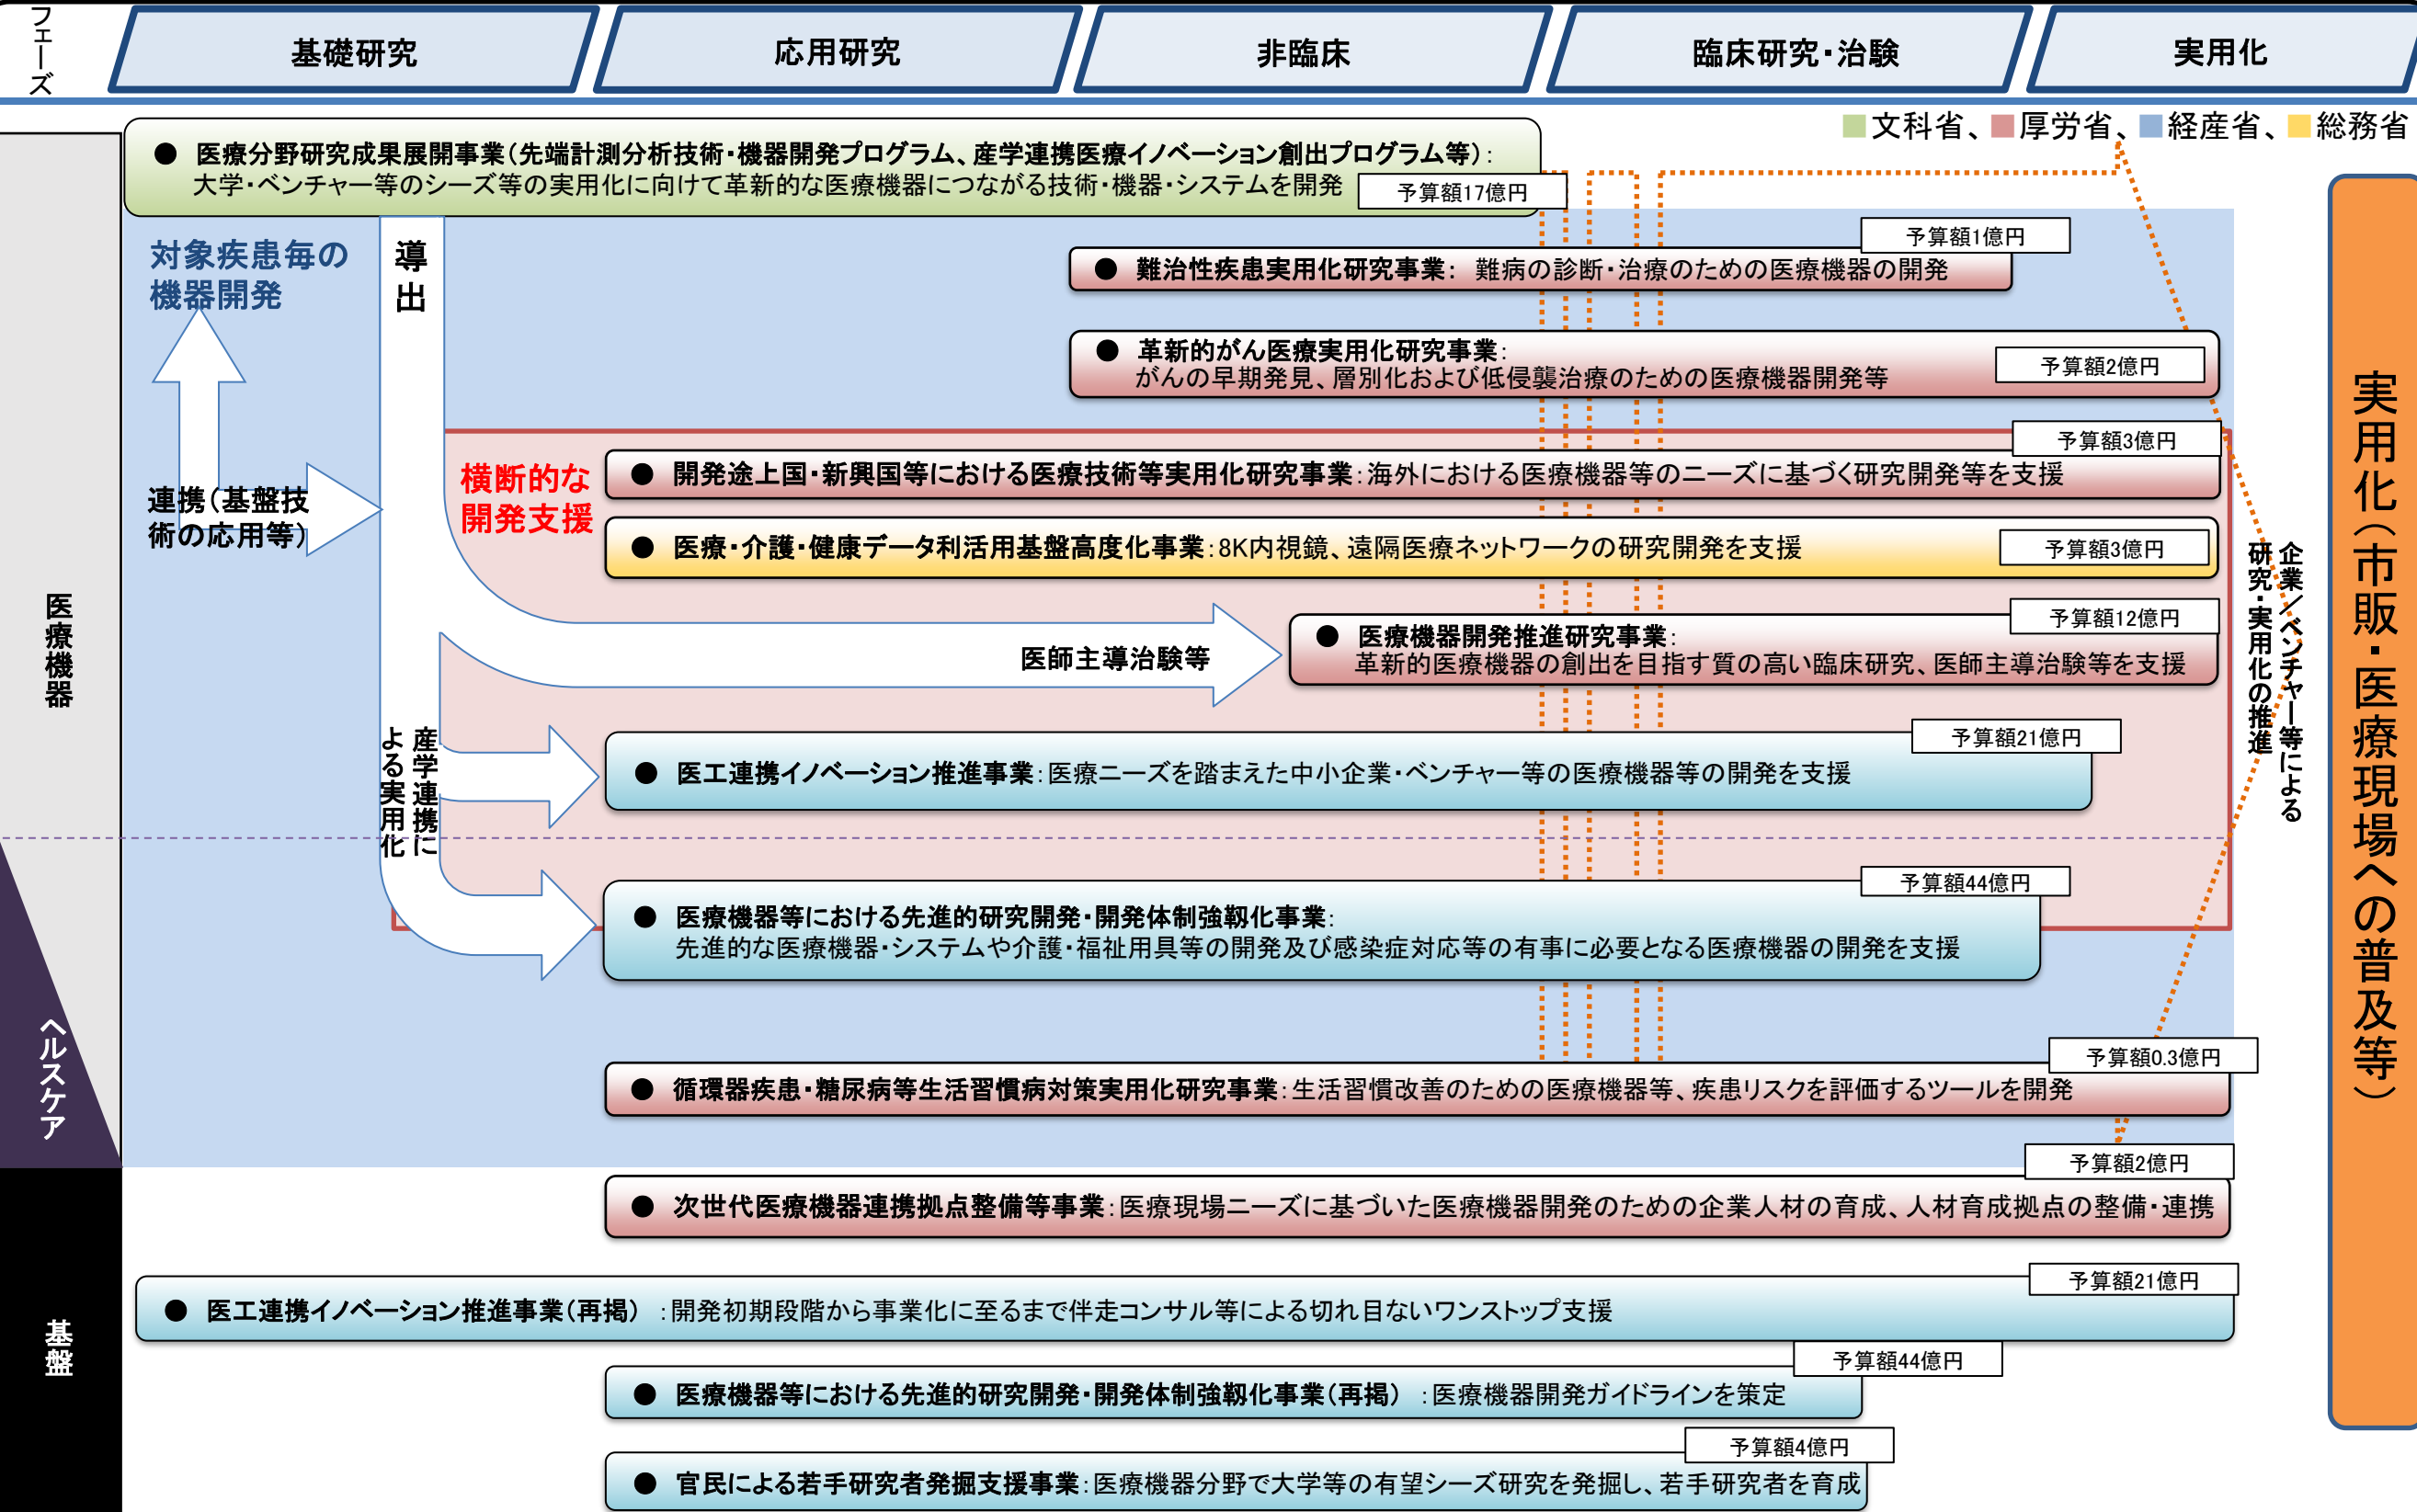 フェーズ
基礎研究
応用研究
非臨床
臨床研究・治験
実用化
文科省、厚労省、経産省、総務省
● 医療分野研究成果展開事業(先端計測分析技術・機器開発プログラム、産学連携医療イノベーション創出プログラム等):
大学・ベンチャー等のシーズ等の実用化に向けて革新的な医療機器につながる技術・機器・システムを開発
予算額17億円
対象疾患毎の
機器開発
導出
予算額1億円
● 難治性疾患実用化研究事業: 難病の診断・治療のための医療機器の開発
● 革新的がん医療実用化研究事業:
がんの早期発見、層別化および低侵襲治療のための医療機器開発等
予算額2億円
連携(基盤技
術の応用等)
横断的な
開発支援
予算額3億円
● 開発途上国・新興国等における医療技術等実用化研究事業:海外における医療機器等のニーズに基づく研究開発等を支援
● 医療・介護・健康データ利活用基盤高度化事業:8K内視鏡、遠隔医療ネットワークの研究開発を支援
予算額3億円
医師主導治験等
予算額12億円
● 医療機器開発推進研究事業:
革新的医療機器の創出を目指す質の高い臨床研究、医師主導治験等を支援
産学連携に
よる実用化
予算額21億円
● 医工連携イノベーション推進事業:医療ニーズを踏まえた中小企業・ベンチャー等の医療機器等の開発を支援
予算額44億円
● 医療機器等における先進的研究開発・開発体制強靱化事業:
先進的な医療機器・システムや介護・福祉用具等の開発及び感染症対応等の有事に必要となる医療機器の開発を支援
予算額0.3億円
● 循環器疾患・糖尿病等生活習慣病対策実用化研究事業:生活習慣改善のための医療機器等、疾患リスクを評価するツールを開発
予算額2億円
● 次世代医療機器連携拠点整備等事業:医療現場ニーズに基づいた医療機器開発のための企業人材の育成、人材育成拠点の整備・連携
予算額21億円
● 医工連携イノベーション推進事業(再掲) :開発初期段階から事業化に至るまで伴走コンサル等による切れ目ないワンストップ支援
予算額44億円
● 医療機器等における先進的研究開発・開発体制強靱化事業(再掲) :医療機器開発ガイドラインを策定
予算額4億円
● 官民による若手研究者発掘支援事業:医療機器分野で大学等の有望シーズ研究を発掘し、若手研究者を育成
医療機器
ヘルスケア
基盤
企業/ベンチャー等による
研究・実用化の推進
実用化(市販・医療現場への普及等)